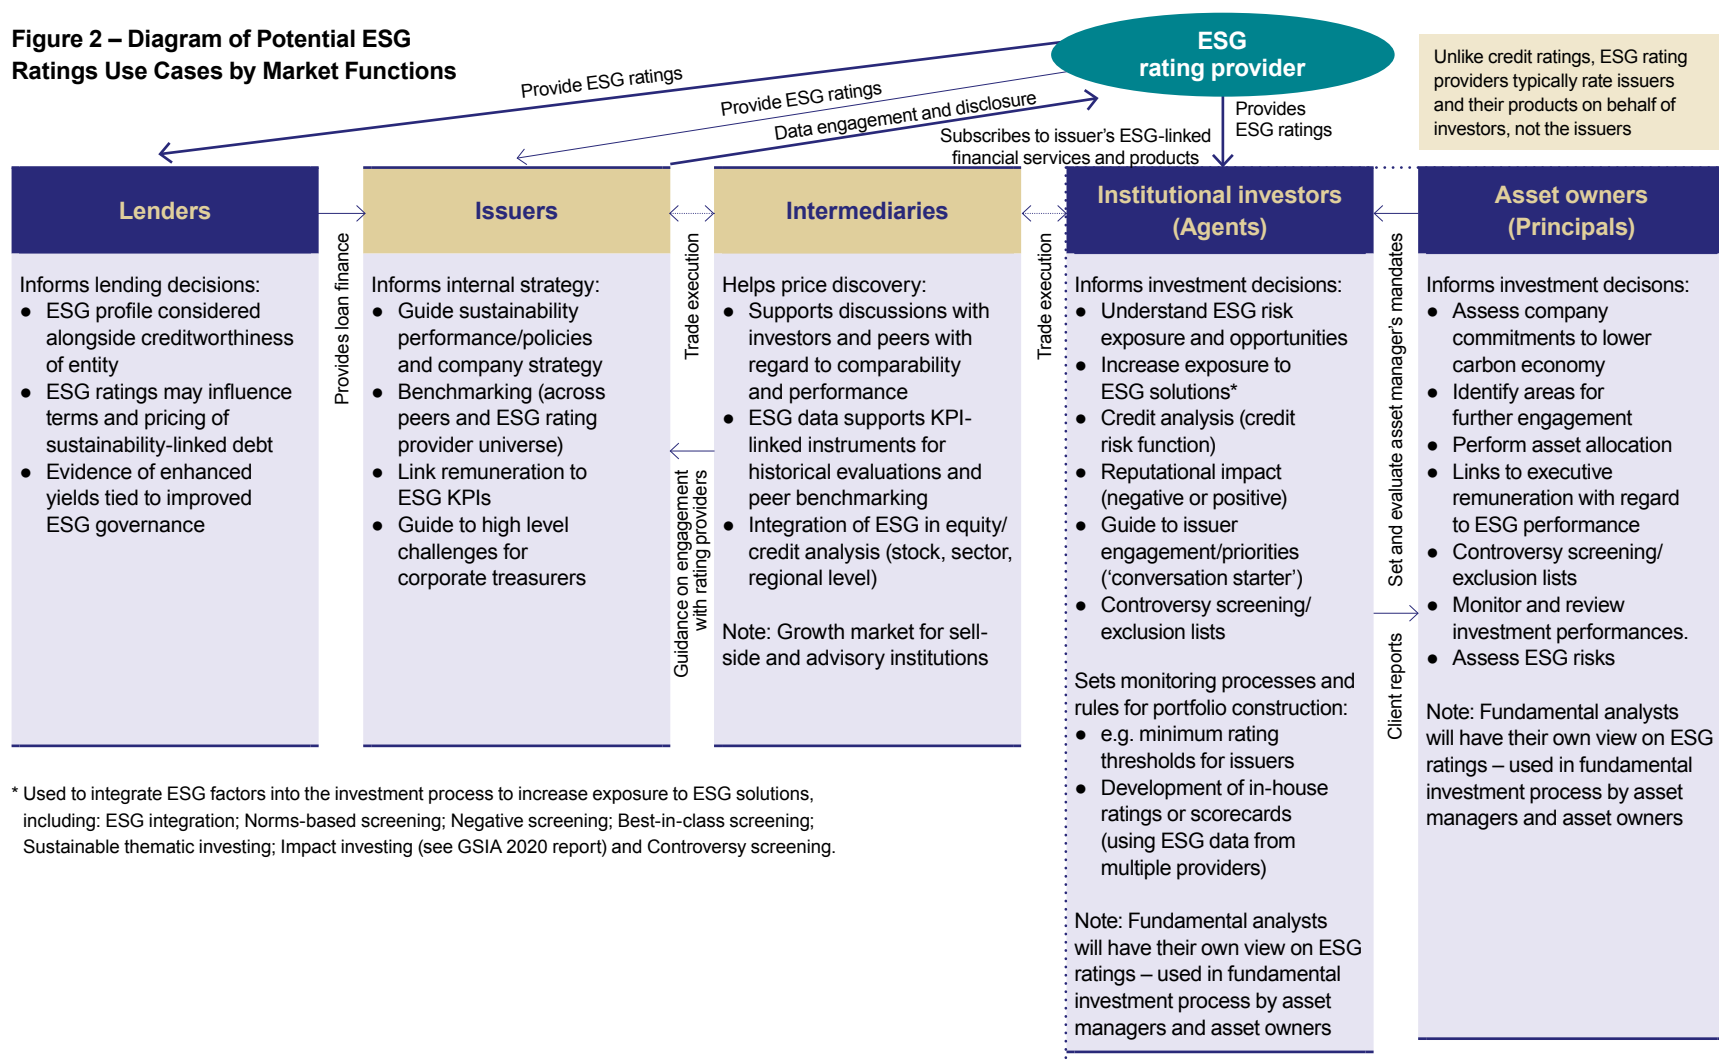 Figure 2 – Diagram of Potential ESG
Ratings Use Cases by Market Functions
ESG
rating provider
Unlike credit ratings, ESG rating
providers typically rate issuers
and their products on behalf of
investors, not the issuers
Provide ESG ratings
Provide ESG ratings
Data engagement and disclosure
Provides
ESG ratings
Subscribes to issuer’s ESG-linked
financial services and products
Lenders
Informs lending decisions:
● ESG profile considered
alongside creditworthiness
of entity
● ESG ratings may influence
terms and pricing of
sustainability-linked debt
● Evidence of enhanced
yields tied to improved
ESG governance
Provides loan finance
Issuers
Informs internal strategy:
● Guide sustainability
performance/policies
and company strategy
● Benchmarking (across
peers and ESG rating
provider universe)
● Link remuneration to
ESG KPIs
● Guide to high level
challenges for
corporate treasurers
Trade execution
Guidance on engagement
with rating providers
Intermediaries
Helps price discovery:
● Supports discussions with
investors and peers with
regard to comparability
and performance
● ESG data supports KPI-
linked instruments for
historical evaluations and
peer benchmarking
● Integration of ESG in equity/
credit analysis (stock, sector,
regional level)
Note: Growth market for sell-
side and advisory institutions
Trade execution
Institutional investors
(Agents)
Informs investment decisions:
● Understand ESG risk
exposure and opportunities
● Increase exposure to
ESG solutions*
● Credit analysis (credit
risk function)
● Reputational impact
(negative or positive)
● Guide to issuer
engagement/priorities
(‘conversation starter’)
● Controversy screening/
exclusion lists
Sets monitoring processes and
rules for portfolio construction:
● e.g. minimum rating
thresholds for issuers
● Development of in-house
ratings or scorecards
(using ESG data from
multiple providers)
Note: Fundamental analysts
will have their own view on ESG
ratings – used in fundamental
investment process by asset
managers and asset owners
Set and evaluate asset manager’s mandates
Client reports
Asset owners
(Principals)
Informs investment decisons:
● Assess company
commitments to lower
carbon economy
● Identify areas for
further engagement
● Perform asset allocation
● Links to executive
remuneration with regard
to ESG performance
● Controversy screening/
exclusion lists
● Monitor and review
investment performances.
● Assess ESG risks
Note: Fundamental analysts
will have their own view on ESG
ratings – used in fundamental
investment process by asset
managers and asset owners
* Used to integrate ESG factors into the investment process to increase exposure to ESG solutions,
including: ESG integration; Norms-based screening; Negative screening; Best-in-class screening;
Sustainable thematic investing; Impact investing (see GSIA 2020 report) and Controversy screening.